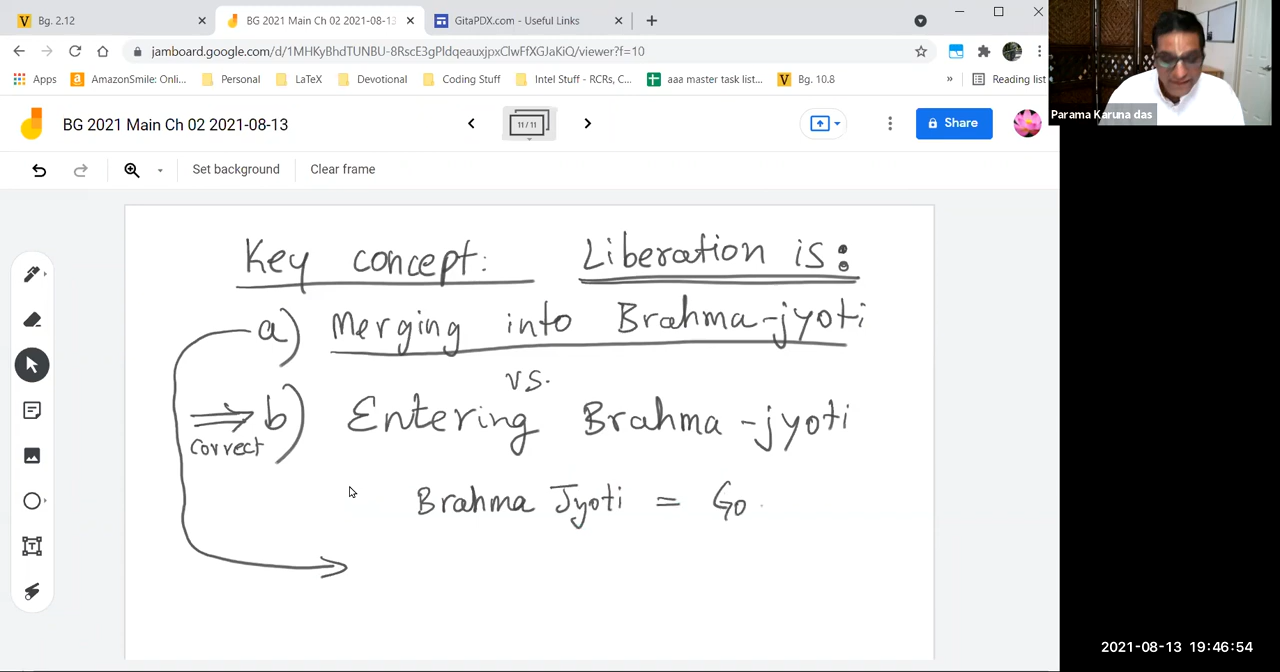 Bg. 2.12
BG 2021 Main Ch 02 2021-08-13
GitaPDX.com - Useful Links
jamboard.google.com/d/1MHKyBhdTUNBU-8RscE3gPldqeauxjpxClwFfXGJaKiQ/viewer?f=10
Apps
AmazonSmile: Onli...
Personal
LaTeX
Devotional
Coding Stuff
Intel Stuff - RCRs, C...
aaa master task list...
Bg. 10.8
»
Reading list
Parama Karuna das
BG 2021 Main Ch 02 2021-08-13
11 / 11
Share
Set background
Clear frame
Key concept: Liberation is:
a) Merging into Brahma-jyoti
vs.
b) Entering Brahma-jyoti
Correct
Brahma Jyoti = Go
2021-08-13 19:46:54